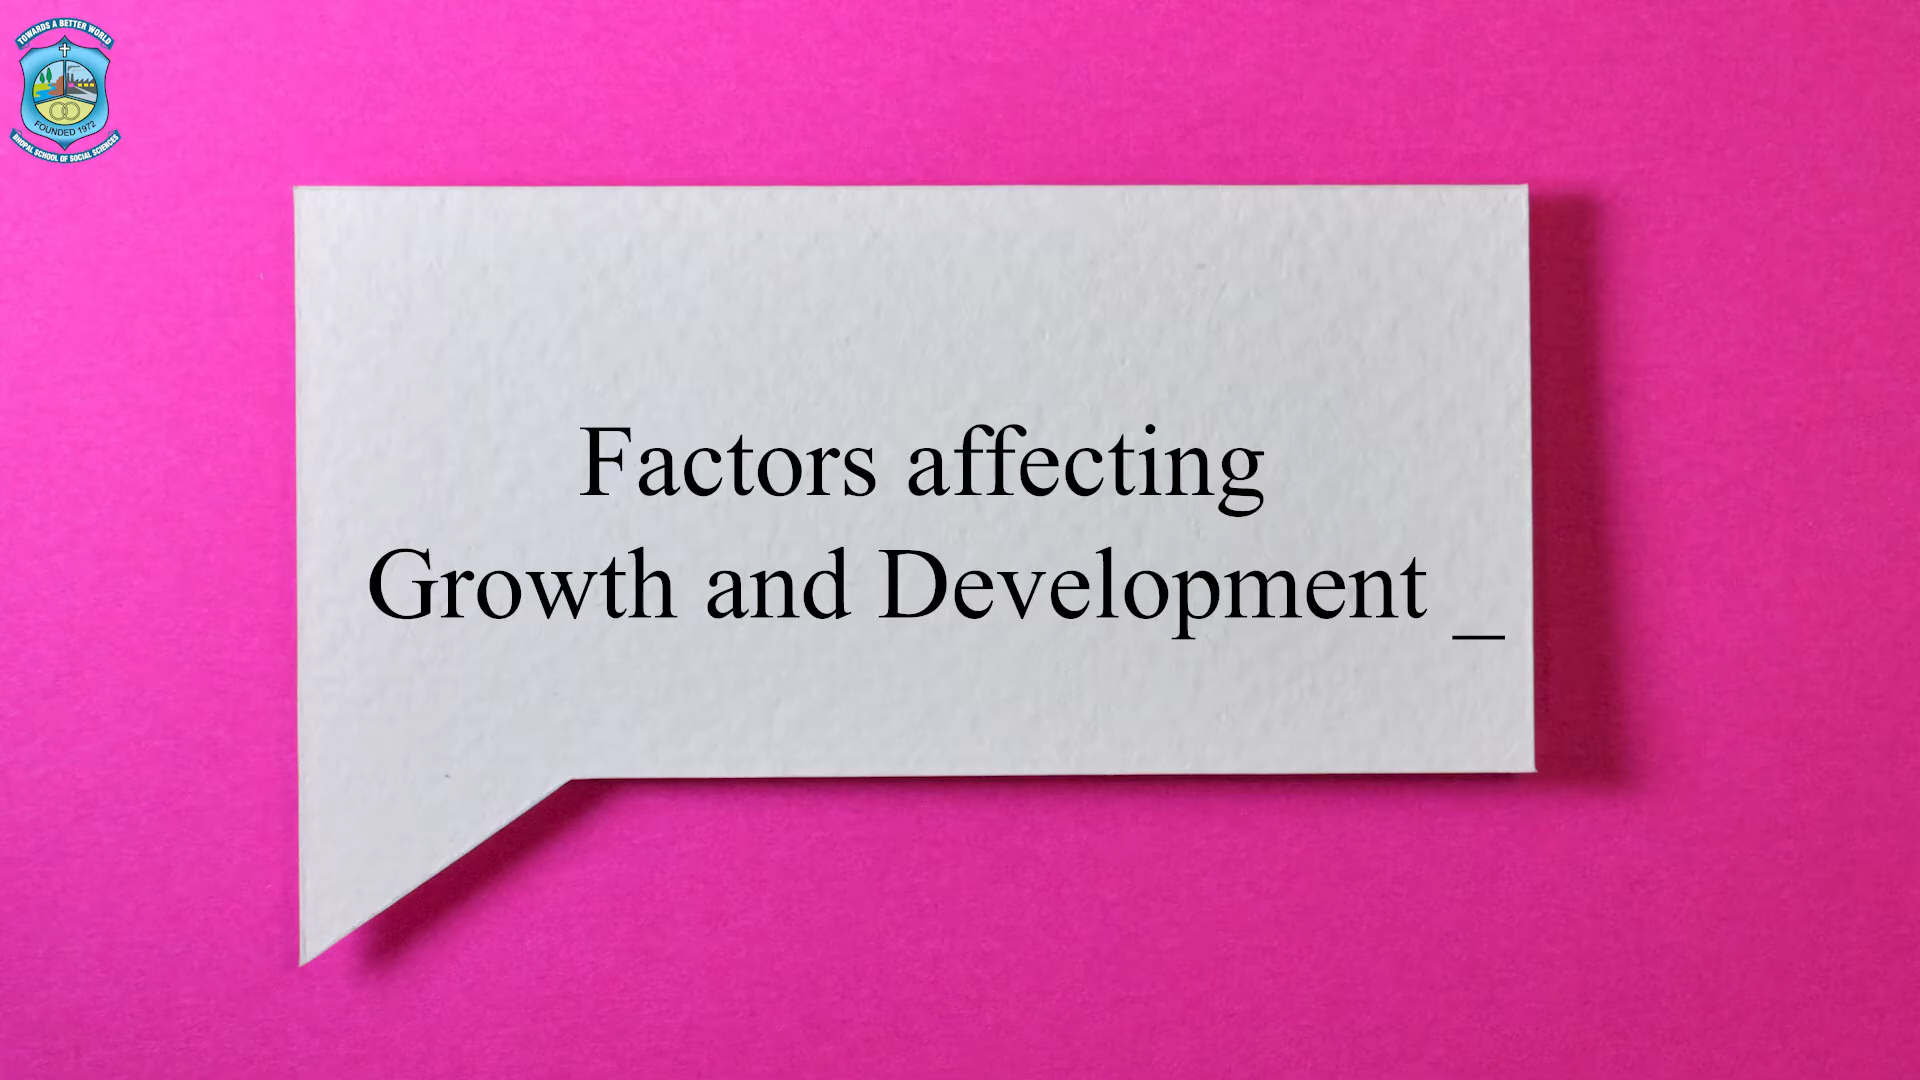 TOWARDS A BETTER WORLD
FOUNDED 1972
BHOPAL SCHOOL OF SOCIAL SCIENCES
Factors affecting
Growth and Development _